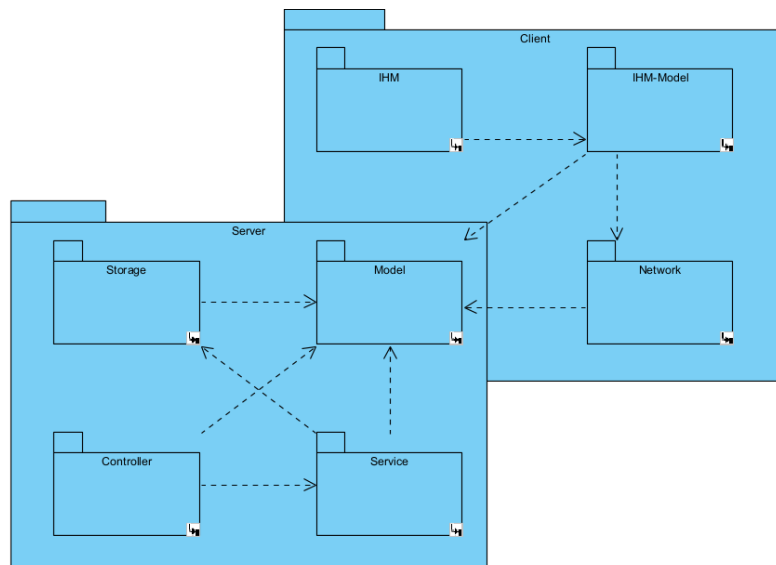 Client
IHM
IHM-Model
Server
Storage
Model
Network
Controller
Service